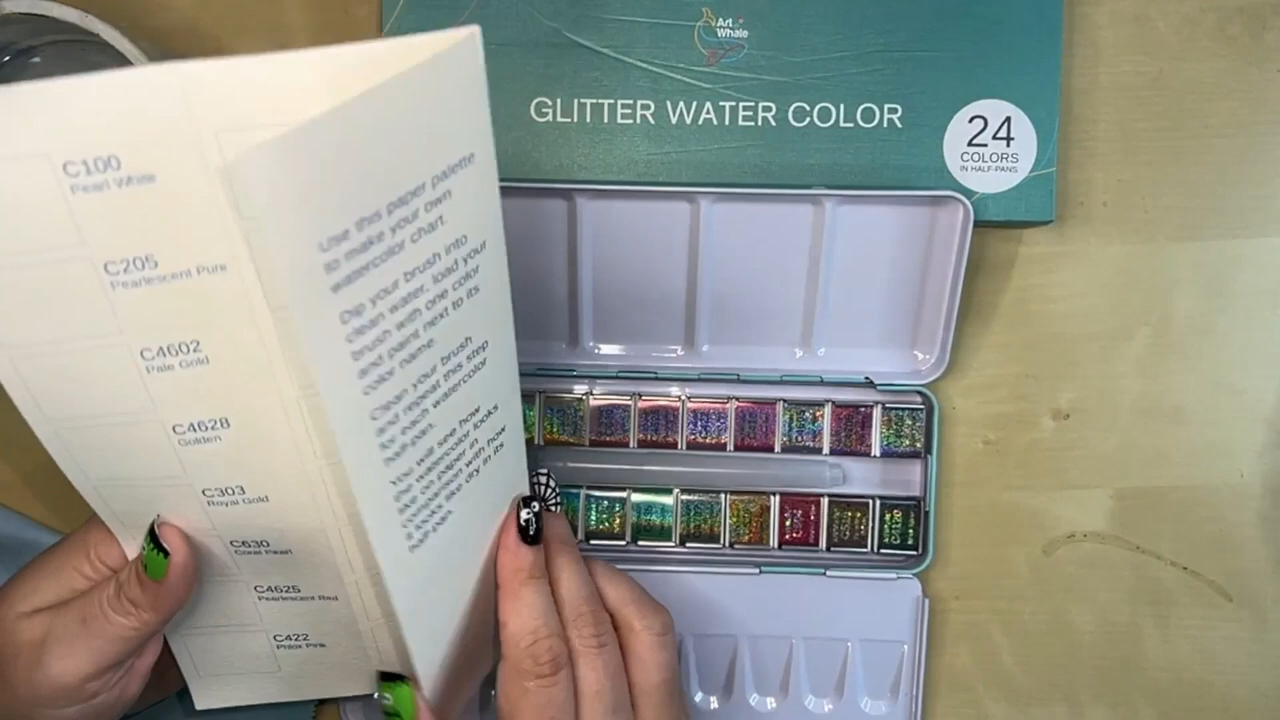 Art
Whale
GLITTER WATER COLOR
24
COLORS
IN HALF-PANS
C100
Pearl White
C205
Pearlescent Pure
C4602
Pale Gold
C4628
Golden
C303
Royal Gold
C630
Coral Pearl
C4625
Pearlescent Red
C422
Phlox Pink
Use this paper palette
to make your own
watercolor chart.
Dip your brush into
clean water, load your
brush with one color
and paint next to its
color name.
Clean your brush
and repeat this step
for each watercolor
half-pan.
You will see how
the watercolor looks
like on paper in
comparison with how
it looks like dry in its
half-pan.